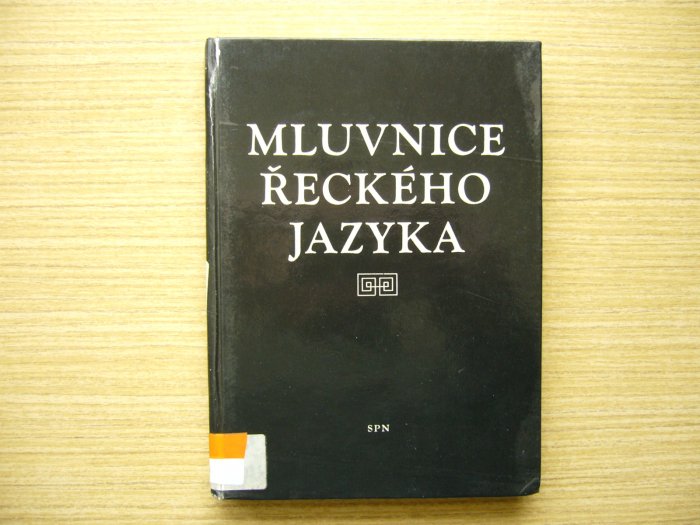 MLUVNICE
ŘECKÉHO
JAZYKA
SPN